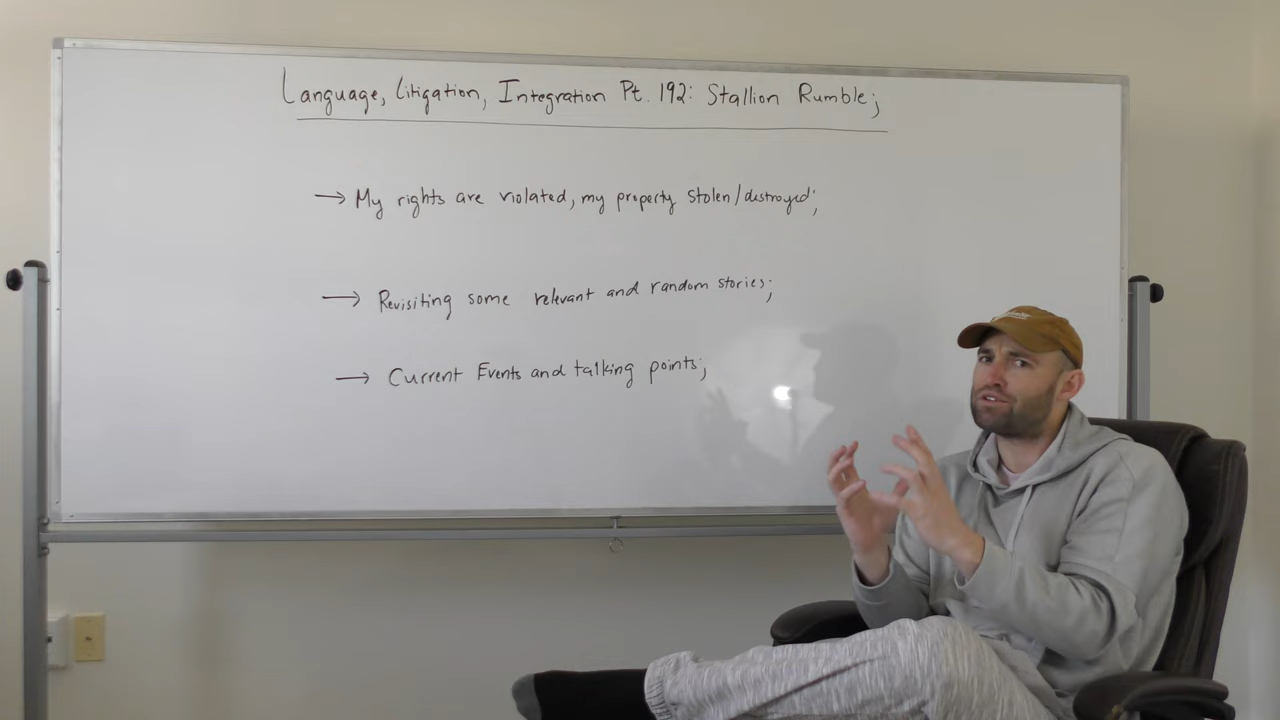 Language, Litigation, Integration Pt. 192: Stallion Rumble;
→ My rights are violated, my property stolen/destroyed;
→ Revisiting some relevant and random stories;
→ Current Events and talking points;